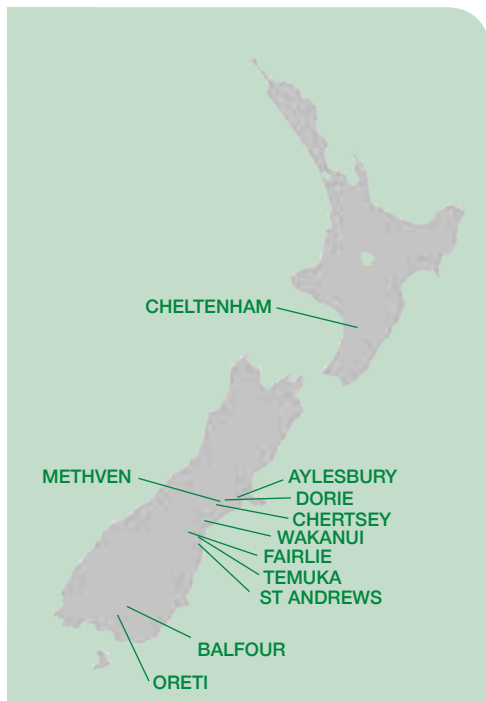 CHELTENHAM
METHVEN
AYLESBURY
DORIE
CHERTSEY
WAKANUI
FAIRLIE
TEMUKA
ST ANDREWS
BALFOUR
ORETI